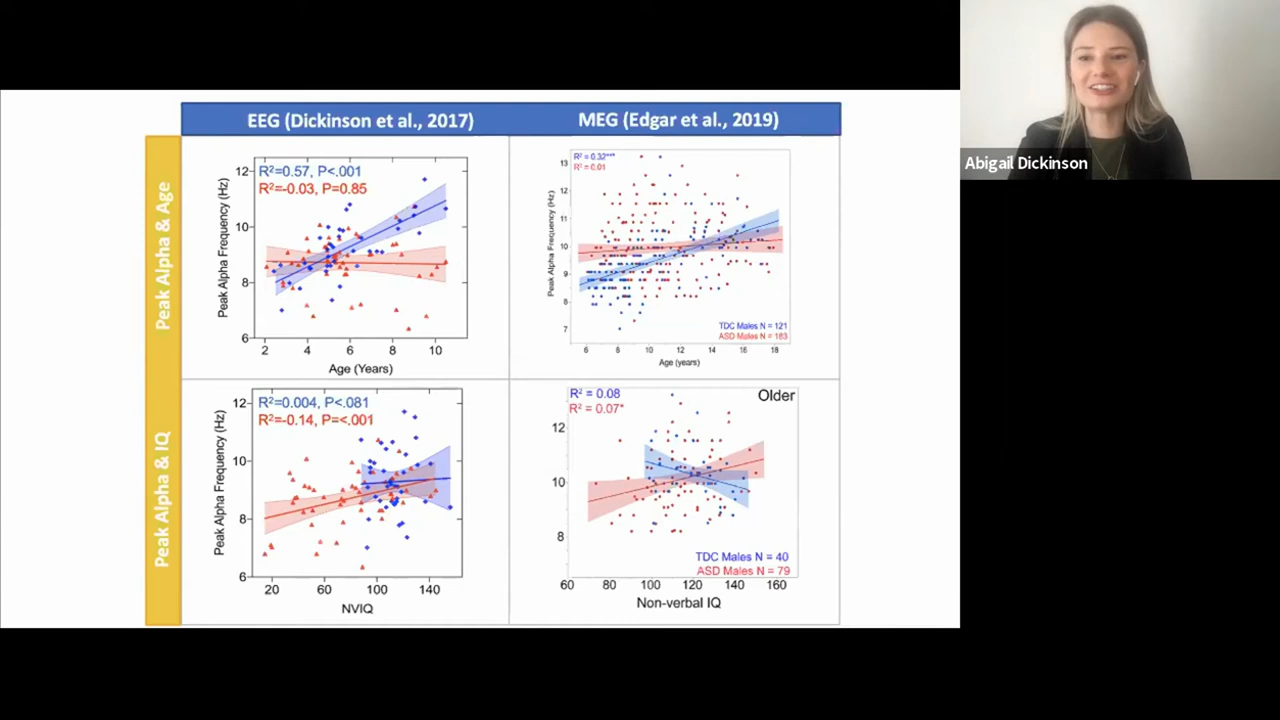 EEG (Dickinson et al., 2017)
MEG (Edgar et al., 2019)
Abigail Dickinson
Peak Alpha & Age
R²=0.57, P<.001
R²=-0.03, P=0.85
Peak Alpha Frequency (Hz)
12
10
8
6
2 4 6 8 10
Age (Years)
R² = 0.32***
R² = 0.01
Peak Alpha Frequency (Hz)
13
12
11
10
9
8
7
TDC Males N = 121
ASD Males N = 183
6 8 10 12 14 16 18
Age (years)
Peak Alpha & IQ
R²=0.004, P<.081
R²=-0.14, P=<.001
Peak Alpha Frequency (Hz)
12
10
8
6
20 60 100 140
NVIQ
R² = 0.08
R² = 0.07*
Older
12
10
8
TDC Males N = 40
ASD Males N = 79
60 80 100 120 140 160
Non-verbal IQ